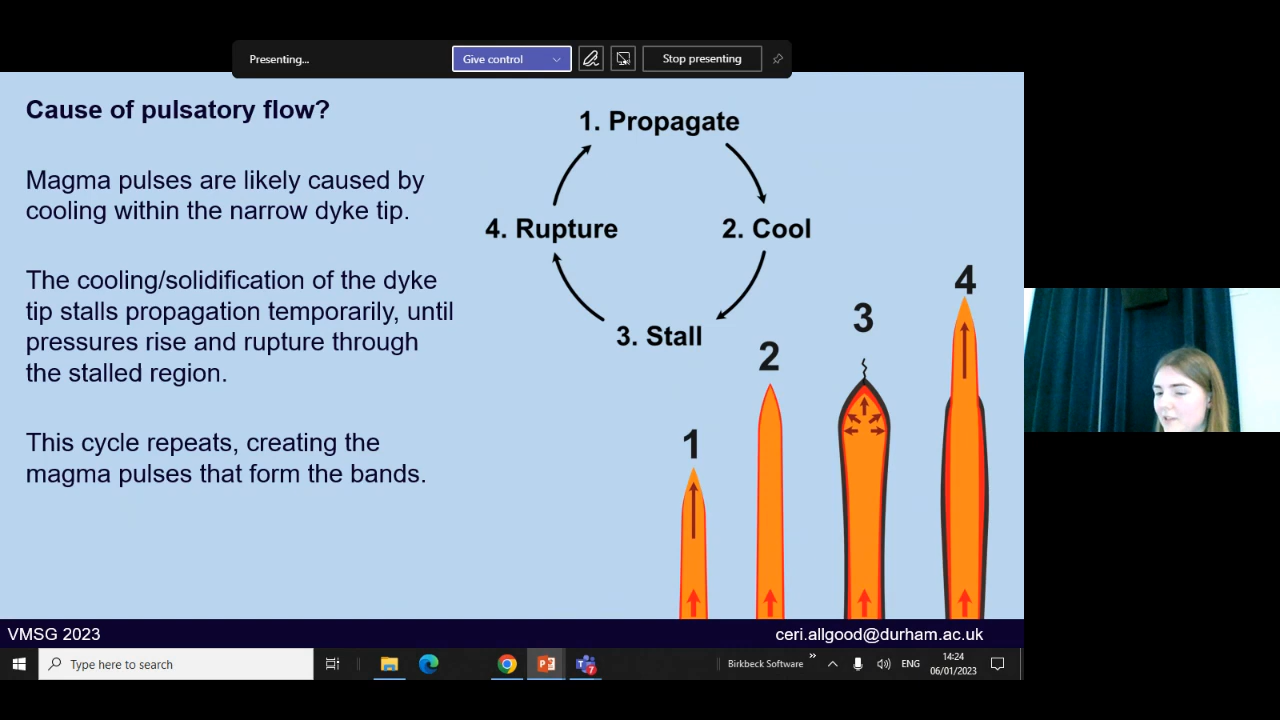 Presenting...
Give control
Stop presenting
Cause of pulsatory flow?
Magma pulses are likely caused by
cooling within the narrow dyke tip.
The cooling/solidification of the dyke
tip stalls propagation temporarily, until
pressures rise and rupture through
the stalled region.
This cycle repeats, creating the
magma pulses that form the bands.
1. Propagate
4. Rupture
2. Cool
3. Stall
1
2
3
4
VMSG 2023
ceri.allgood@durham.ac.uk
Type here to search
7
Birkbeck Software
»
ENG
14:24
06/01/2023